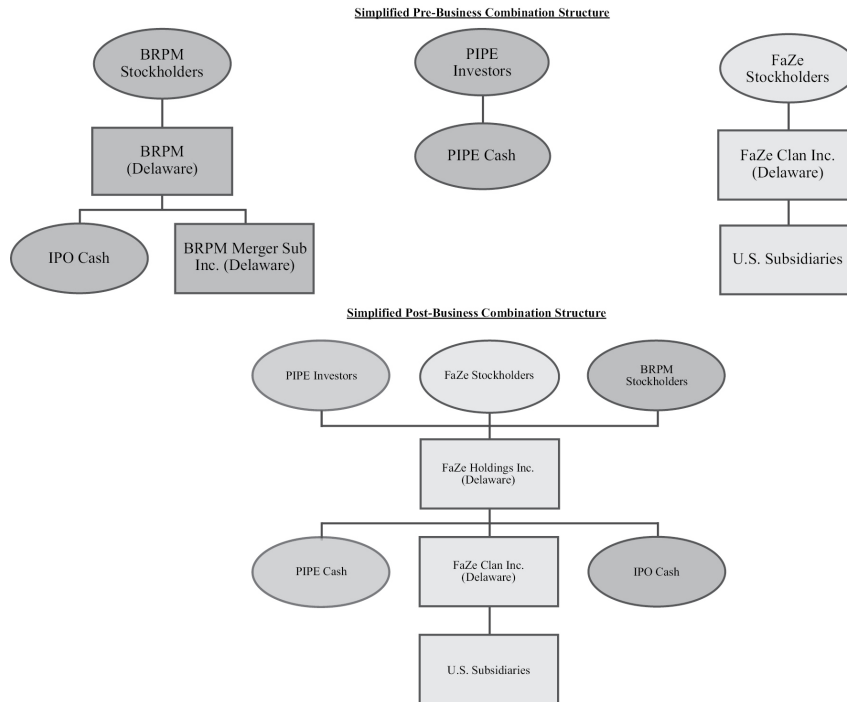 Simplified Pre-Business Combination Structure
BRPM
Stockholders
PIPE
Investors
FaZe
Stockholders
BRPM
(Delaware)
PIPE Cash
FaZe Clan Inc.
(Delaware)
IPO Cash
BRPM Merger Sub
Inc. (Delaware)
U.S. Subsidiaries
Simplified Post-Business Combination Structure
PIPE Investors
FaZe Stockholders
BRPM
Stockholders
FaZe Holdings Inc.
(Delaware)
PIPE Cash
FaZe Clan Inc.
(Delaware)
IPO Cash
U.S. Subsidiaries